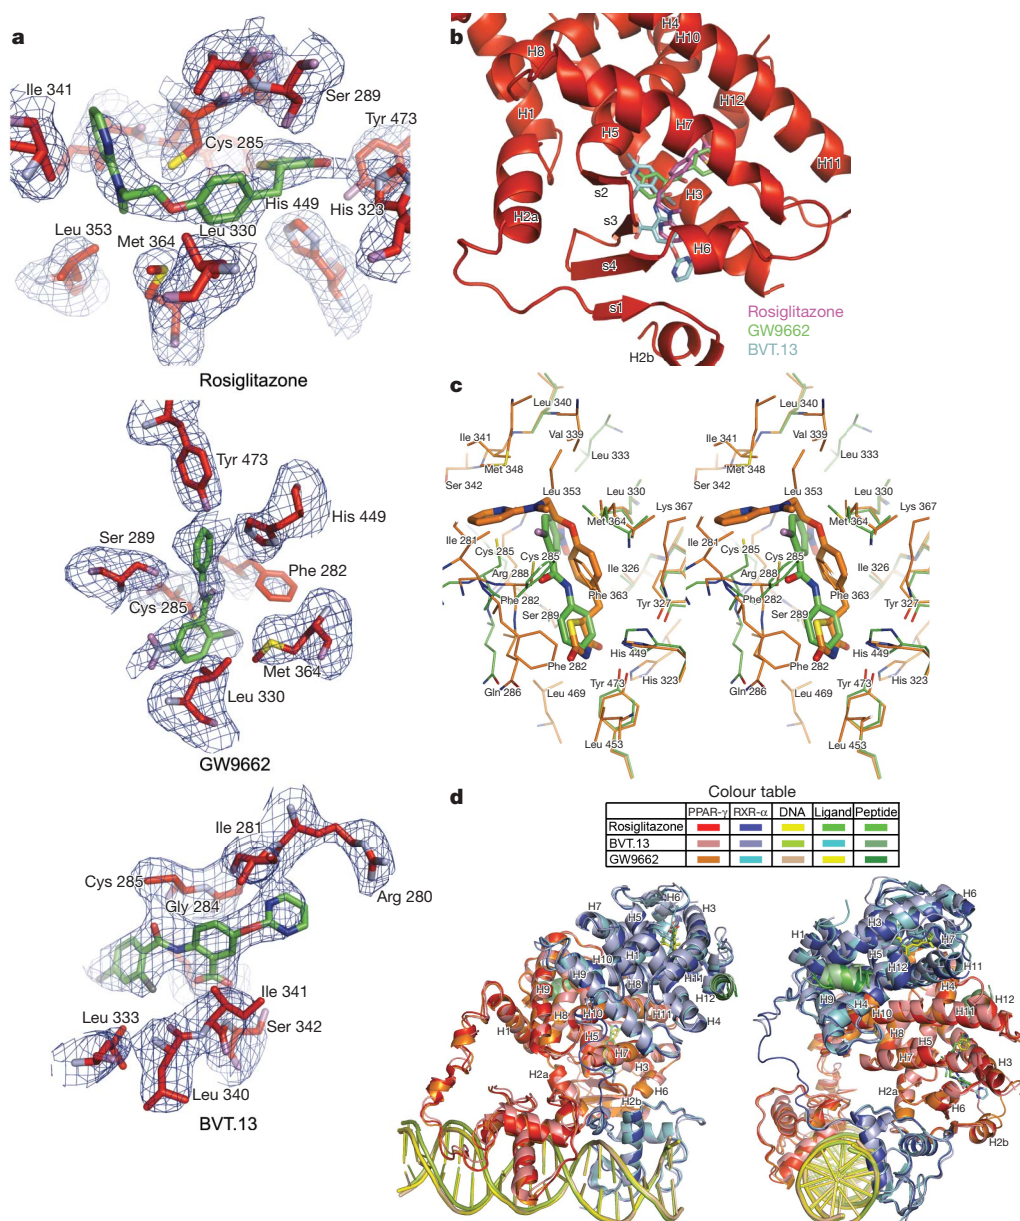 a
Ile 341
Ser 289
Tyr 473
Cys 285
His 449
His 323
Leu 353
Met 364
Leu 330
Rosiglitazone
Tyr 473
His 449
Ser 289
Phe 282
Cys 285
Met 364
Leu 330
GW9662
Ile 281
Cys 285
Gly 284
Arg 280
Ile 341
Leu 333
Ser 342
Leu 340
BVT.13
b
H4
H10
H8
H12
H1
H5
H7
H11
s2
H3
H2a
s3
H6
s4
s1
H2b
Rosiglitazone
GW9662
BVT.13
c
Leu 340
Ile 341
Val 339
Leu 333
Met 348
Ser 342
Leu 353
Leu 330
Met 364
Lys 367
Ile 281
Cys 285
Cys 285
Ile 326
Arg 288
Phe 282
Phe 363
Tyr 327
Ser 289
His 449
Phe 282
His 323
Gln 286
Leu 469
Tyr 473
Leu 453
Leu 340
Ile 341
Val 339
Leu 333
Met 348
Ser 342
Leu 353
Leu 330
Met 364
Lys 367
Ile 281
Cys 285
Cys 285
Ile 326
Arg 288
Phe 282
Phe 363
Tyr 327
Ser 289
His 449
Phe 282
His 323
Gln 286
Leu 469
Tyr 473
Leu 453
d
Colour table
PPAR-γ RXR-α DNA Ligand Peptide
Rosiglitazone
BVT.13
GW9662
H6
H7
H5
H3
H10
H1
H9
H11
H9
H8
H12
H8
H10
H11
H4
H1
H5
H7
H2a
H3
H6
H2b
H6
H3
H1
H7
H5
H12
H11
H4
H9
H4
H12
H10
H11
H8
H5
H7
H3
H2a
H6
H2b